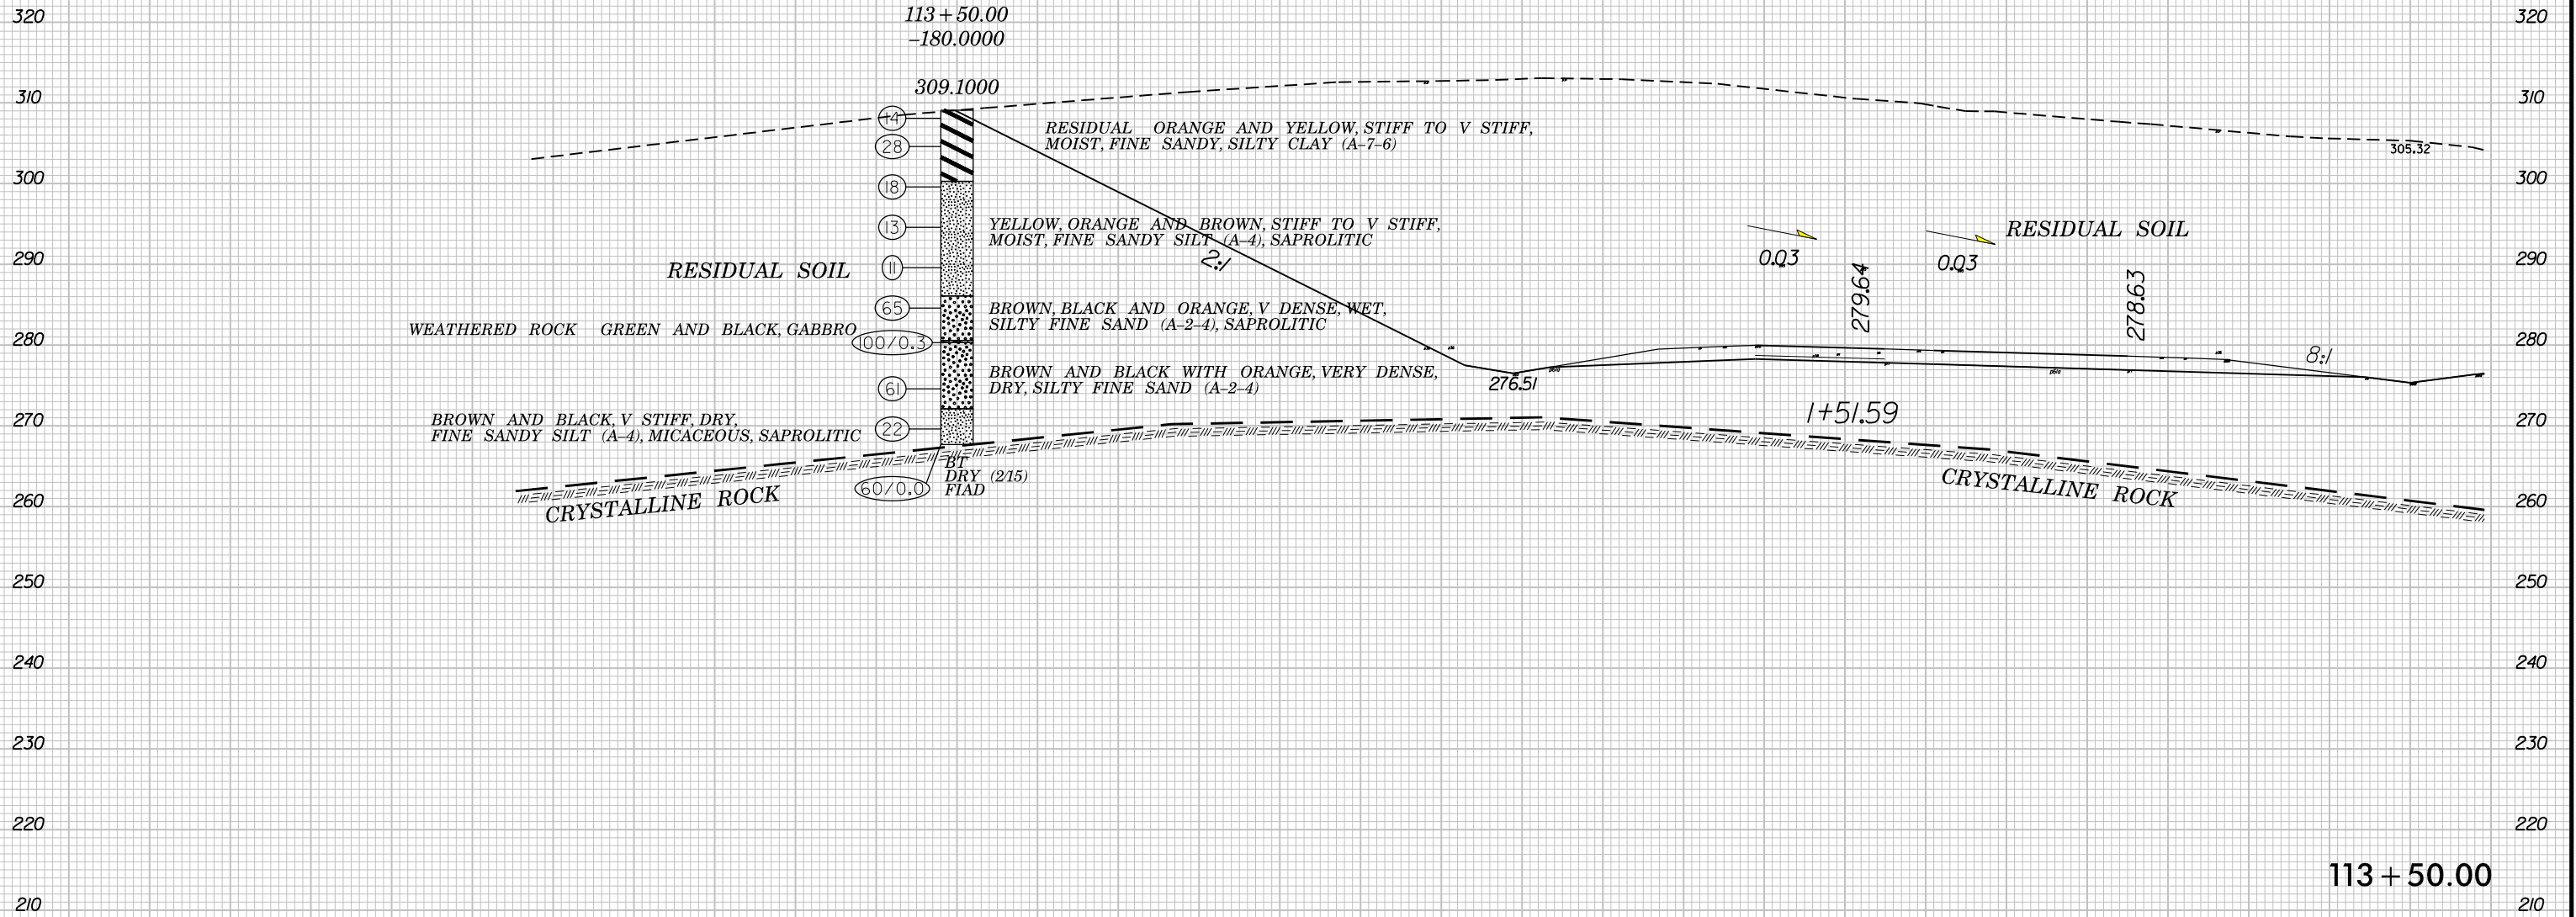 113+50.00
-180.0000
309.1000
320
320
310
310
14
RESIDUAL ORANGE AND YELLOW, STIFF TO V STIFF,
MOIST, FINE SANDY, SILTY CLAY (A-7-6)
28
305.32
300
300
18
13
YELLOW, ORANGE AND BROWN, STIFF TO V STIFF,
MOIST, FINE SANDY SILT (A-4), SAPROLITIC
RESIDUAL SOIL
2:1
0.03
0.03
290
290
RESIDUAL SOIL
11
279.64
278.63
65
BROWN, BLACK AND ORANGE, V DENSE, WET,
SILTY FINE SAND (A-2-4), SAPROLITIC
WEATHERED ROCK GREEN AND BLACK, GABBRO
100/0.3
280
280
8:1
BROWN AND BLACK WITH ORANGE, VERY DENSE,
DRY, SILTY FINE SAND (A-2-4)
61
276.51
1+51.59
270
270
BROWN AND BLACK, V STIFF, DRY,
FINE SANDY SILT (A-4), MICACEOUS, SAPROLITIC
22
BT
DRY (2/15)
FIAD
60/0.0
CRYSTALLINE ROCK
CRYSTALLINE ROCK
260
260
250
250
240
240
230
230
220
220
113+50.00
210
210